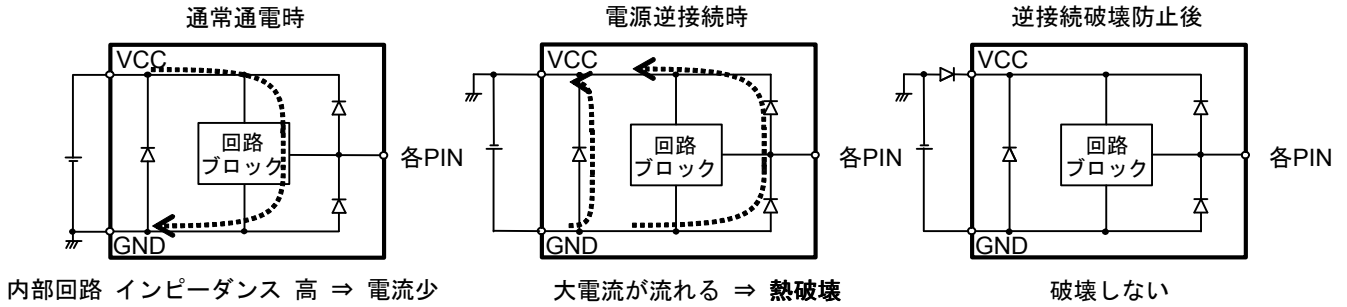 通常通電時
VCC
回路
ブロック
各PIN
GND
内部回路 インピーダンス 高 ⇒ 電流少
電源逆接続時
VCC
回路
ブロック
各PIN
GND
大電流が流れる ⇒ 熱破壊
逆接続破壊防止後
VCC
回路
ブロック
各PIN
GND
破壊しない